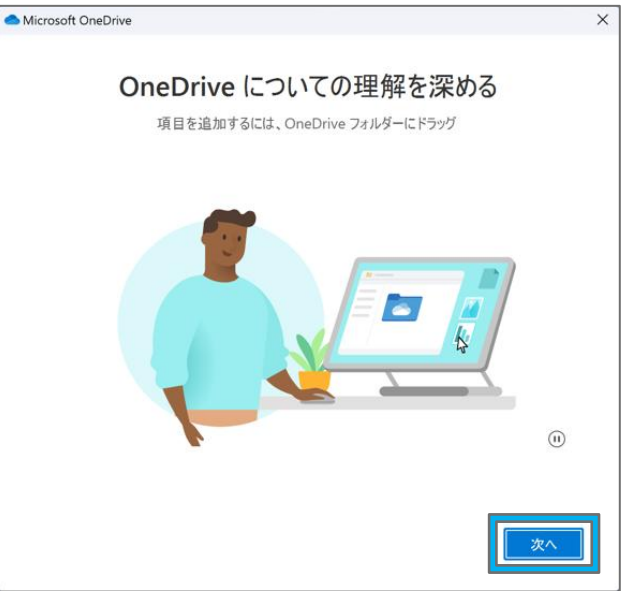 Microsoft OneDrive
OneDrive についての理解を深める
項目を追加するには、OneDrive フォルダーにドラッグ
次へ